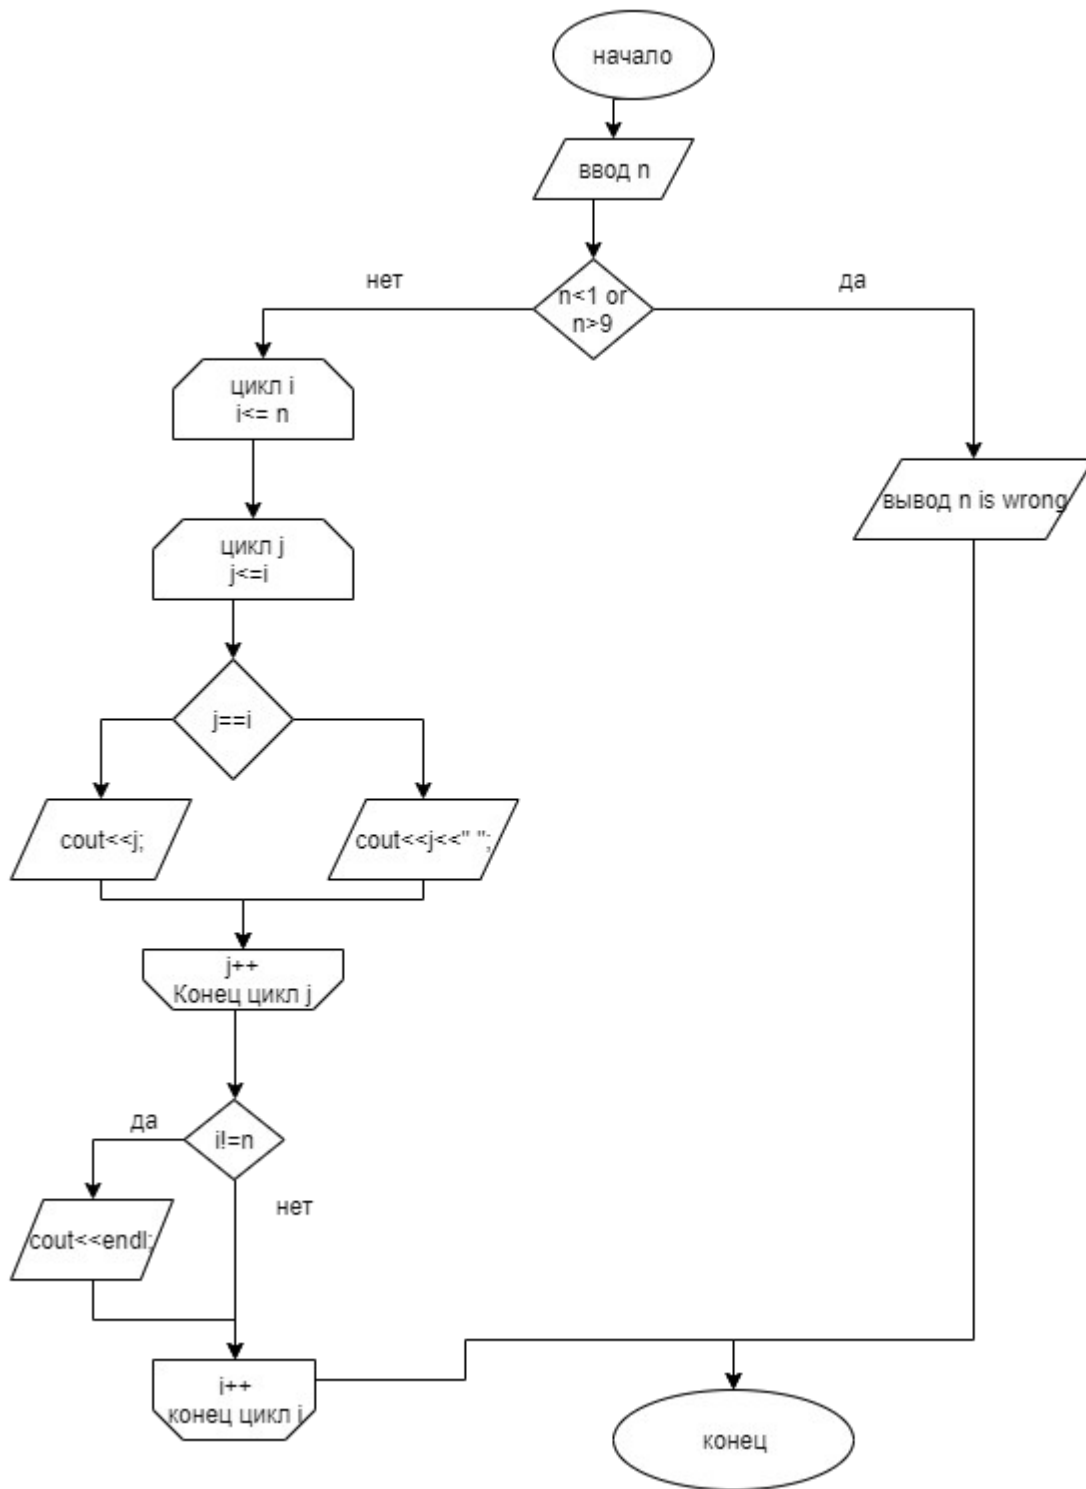 начало
ввод n
нет
да
n<1 or
n>9
цикл i
i<= n
вывод n is wrong
цикл j
j<=i
j==i
cout<<j;
cout<<j<<" ";
j++
Конец цикл j
да
i!=n
нет
cout<<endl;
i++
конец цикл i
конец